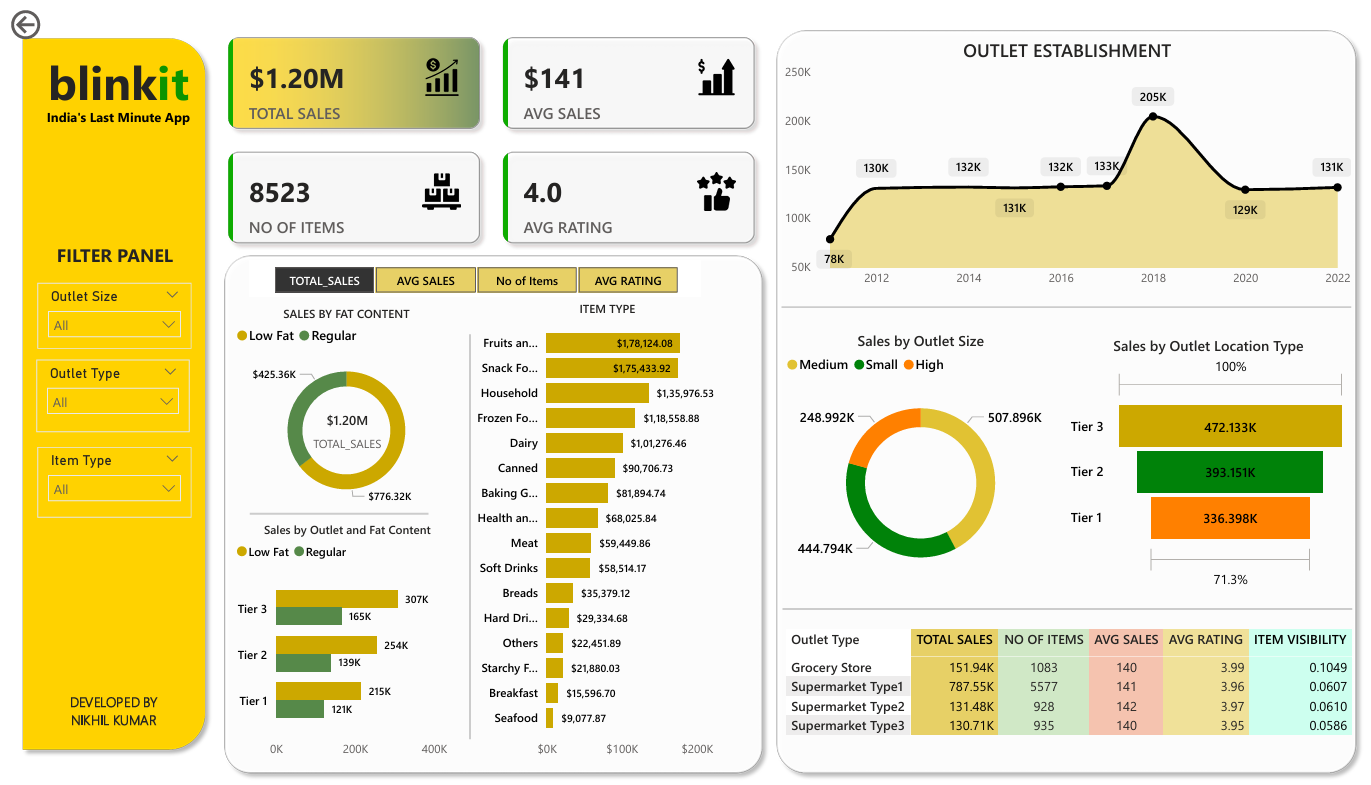 blinkit
India's Last Minute App
FILTER PANEL
Outlet Size
All
Outlet Type
All
Item Type
All
DEVELOPED BY
NIKHIL KUMAR
$1.20M
TOTAL SALES
$141
AVG SALES
8523
NO OF ITEMS
4.0
AVG RATING
TOTAL_SALES AVG SALES No of Items AVG RATING
SALES BY FAT CONTENT
Low Fat Regular
$425.36K
$1.20M
TOTAL_SALES
$776.32K
Sales by Outlet and Fat Content
Low Fat Regular
Tier 3 307K
165K
Tier 2 254K
139K
Tier 1 215K
121K
0K 200K 400K
ITEM TYPE
Fruits an... $1,78,124.08
Snack Fo... $1,75,433.92
Household $1,35,976.53
Frozen Fo... $1,18,558.88
Dairy $1,01,276.46
Canned $90,706.73
Baking G... $81,894.74
Health an... $68,025.84
Meat $59,449.86
Soft Drinks $58,514.17
Breads $35,379.12
Hard Dri... $29,334.68
Others $22,451.89
Starchy F... $21,880.03
Breakfast $15,596.70
Seafood $9,077.87
$0K $100K $200K
OUTLET ESTABLISHMENT
250K
200K
150K
100K
50K
78K
130K
132K
131K
132K
133K
205K
129K
131K
2012 2014 2016 2018 2020 2022
Sales by Outlet Size
Medium Small High
248.992K
507.896K
444.794K
Sales by Outlet Location Type
100%
Tier 3 472.133K
Tier 2 393.151K
Tier 1 336.398K
71.3%
Outlet Type TOTAL SALES NO OF ITEMS AVG SALES AVG RATING ITEM VISIBILITY
Grocery Store 151.94K 1083 140 3.99 0.1049
Supermarket Type1 787.55K 5577 141 3.96 0.0607
Supermarket Type2 131.48K 928 142 3.97 0.0610
Supermarket Type3 130.71K 935 140 3.95 0.0586